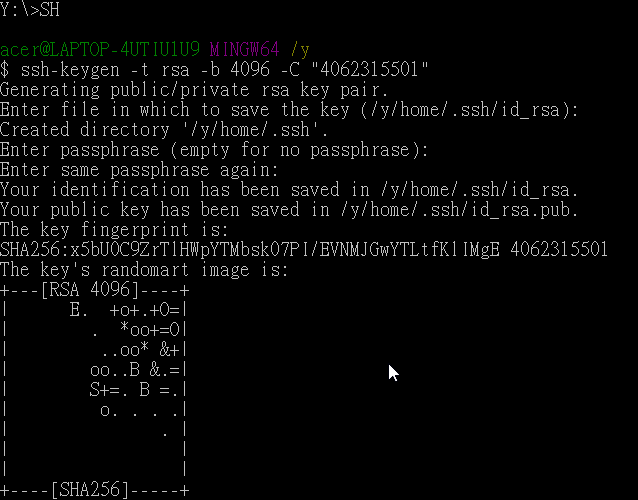 Y:\>SH
acer@LAPTOP-4UTIU1U9 MINGW64 /y
$ ssh-keygen -t rsa -b 4096 -C "4062315501"
Generating public/private rsa key pair.
Enter file in which to save the key (/y/home/.ssh/id_rsa):
Created directory '/y/home/.ssh'.
Enter passphrase (empty for no passphrase):
Enter same passphrase again:
Your identification has been saved in /y/home/.ssh/id_rsa.
Your public key has been saved in /y/home/.ssh/id_rsa.pub.
The key fingerprint is:
SHA256:x5bUOC9ZrTlHWpYTMbsk07PI/EVNMJGwYTLtfKlIMgE 4062315501
The key's randomart image is:
+---[RSA 4096]----+
|      E.  +o+.+O=|
|        .  *oo+=O|
|         ..oo* &+|
|        oo..B &.=|
|        S+=. B =.|
|         o. . . .|
|               . |
|                 |
|                 |
+----[SHA256]-----+